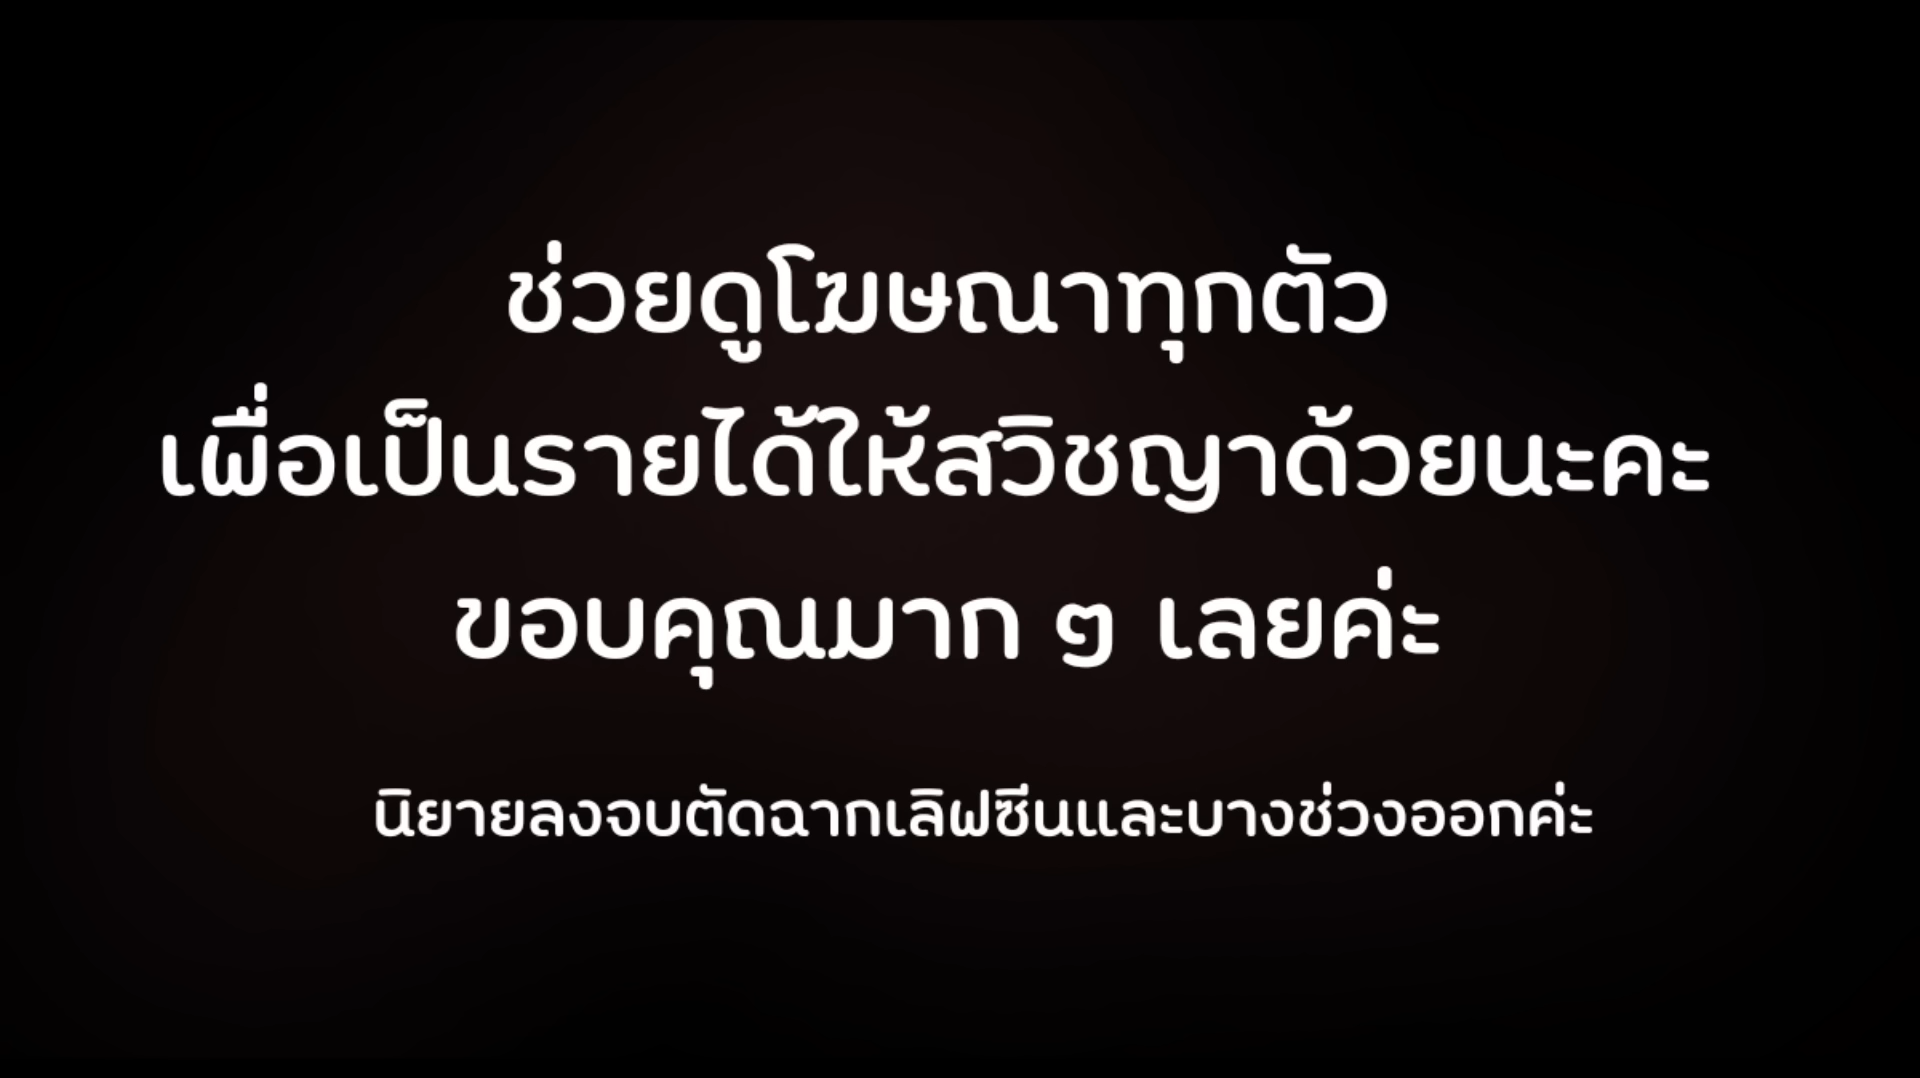 ช่วยดูโฆษณาทุกตัว
เพื่อเป็นรายได้ให้สวิชญาด้วยนะคะ
ขอบคุณมาก ๆ เลยค่ะ
นิยายลงจบตัดฉากเลิฟซีนและบางช่วงออกค่ะ